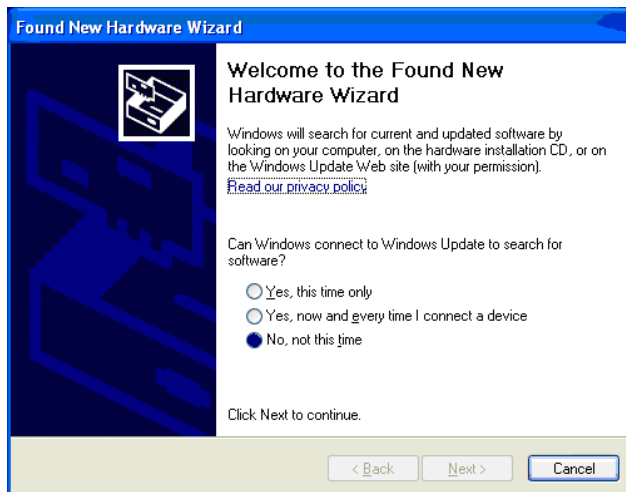 Found New Hardware Wizard
Welcome to the Found New
Hardware Wizard
Windows will search for current and updated software by
looking on your computer, on the hardware installation CD, or on
the Windows Update Web site (with your permission).
Read our privacy policy
Can Windows connect to Windows Update to search for
software?
Yes, this time only
Yes, now and every time I connect a device
No, not this time
Click Next to continue.
< Back Next > Cancel